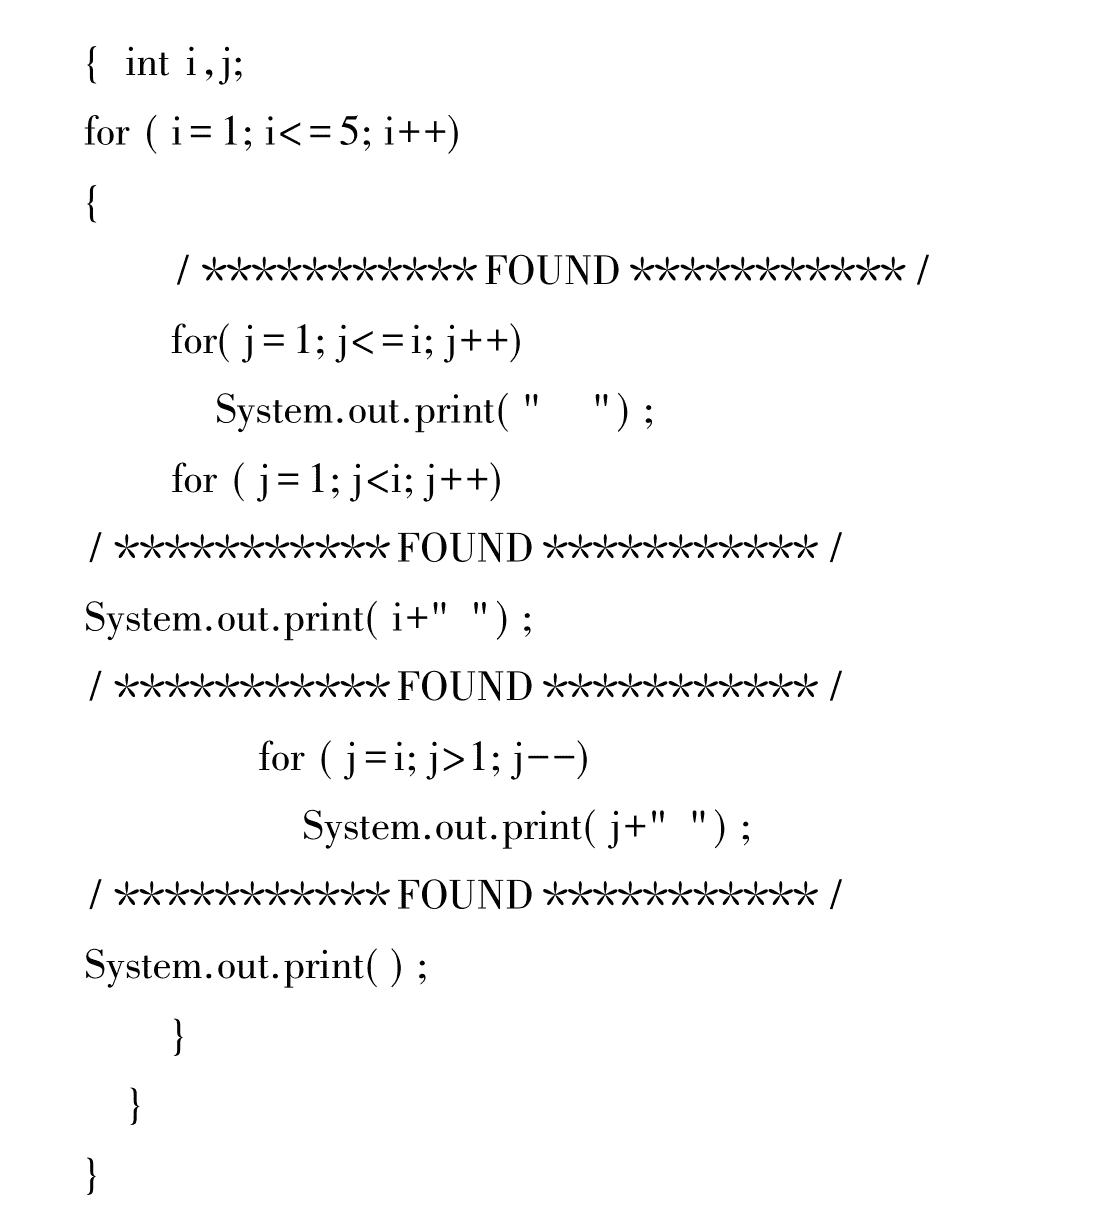 { int i,j;
for ( i=1; i<=5; i++)
{
/ ***********FOUND *********** /
for( j=1; j<=i; j++)
System.out.print( "   ") ;
for ( j=1; j<i; j++)
/ ***********FOUND *********** /
System.out.print( i+" ") ;
/ ***********FOUND *********** /
for ( j=i; j>1; j--)
System.out.print( j+" ") ;
/ ***********FOUND *********** /
System.out.print( ) ;
}
}
}